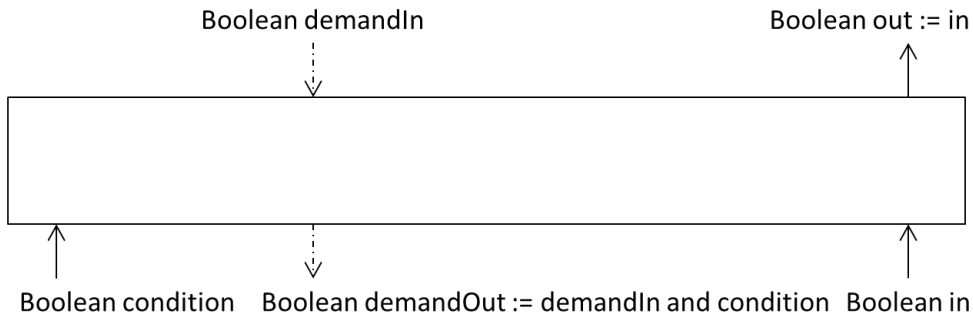 Boolean demandIn
Boolean out := in
Boolean condition
Boolean demandOut := demandIn and condition
Boolean in